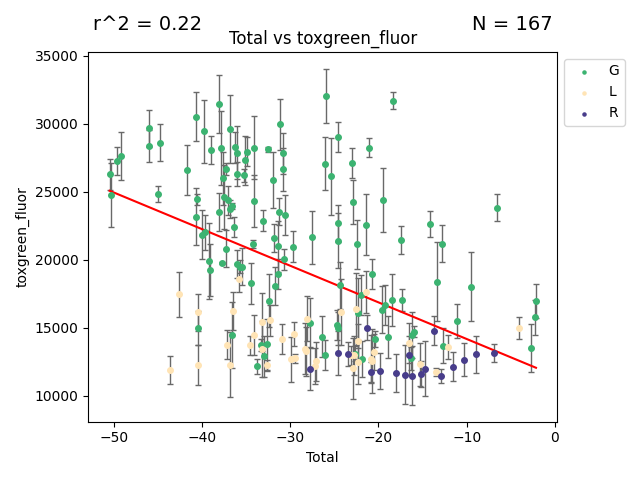 r^2 = 0.22
N = 167
Total vs toxgreen_fluor
35000
30000
25000
20000
15000
10000
toxgreen_fluor
−50
−40
−30
−20
−10
0
Total
G
L
R